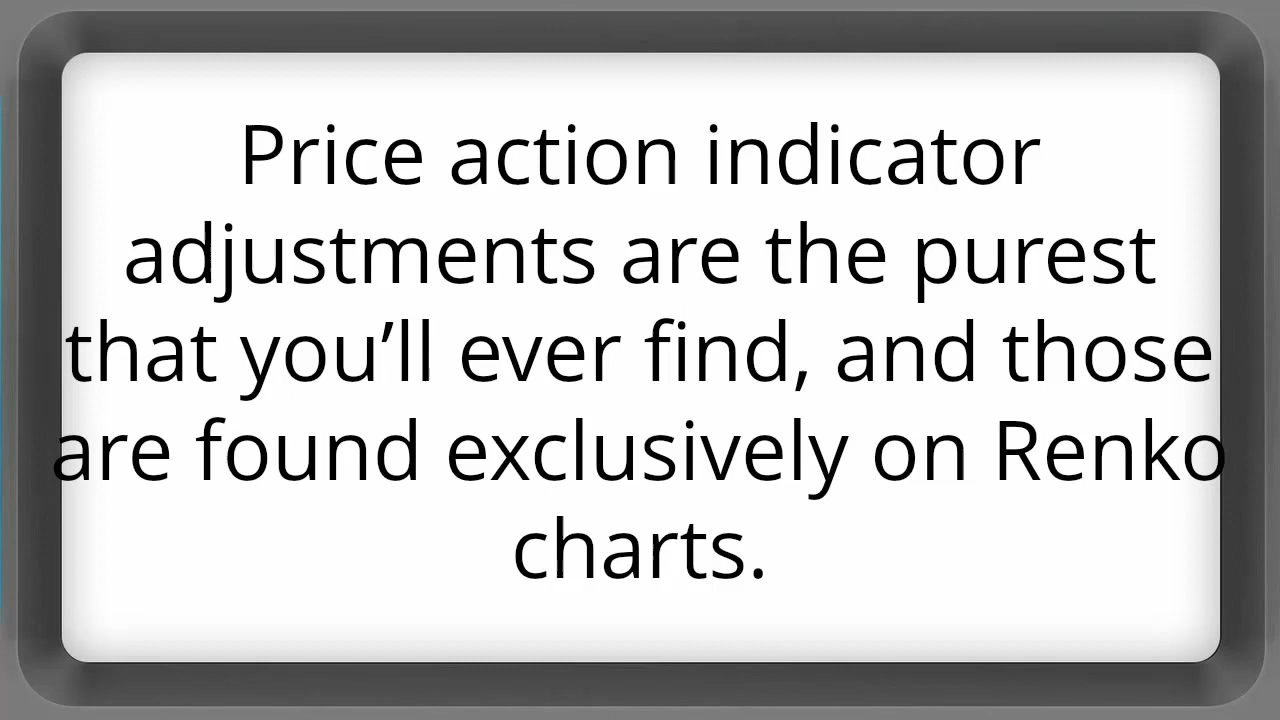 Price action indicator
adjustments are the purest
that you’ll ever find, and those
are found exclusively on Renko
charts.